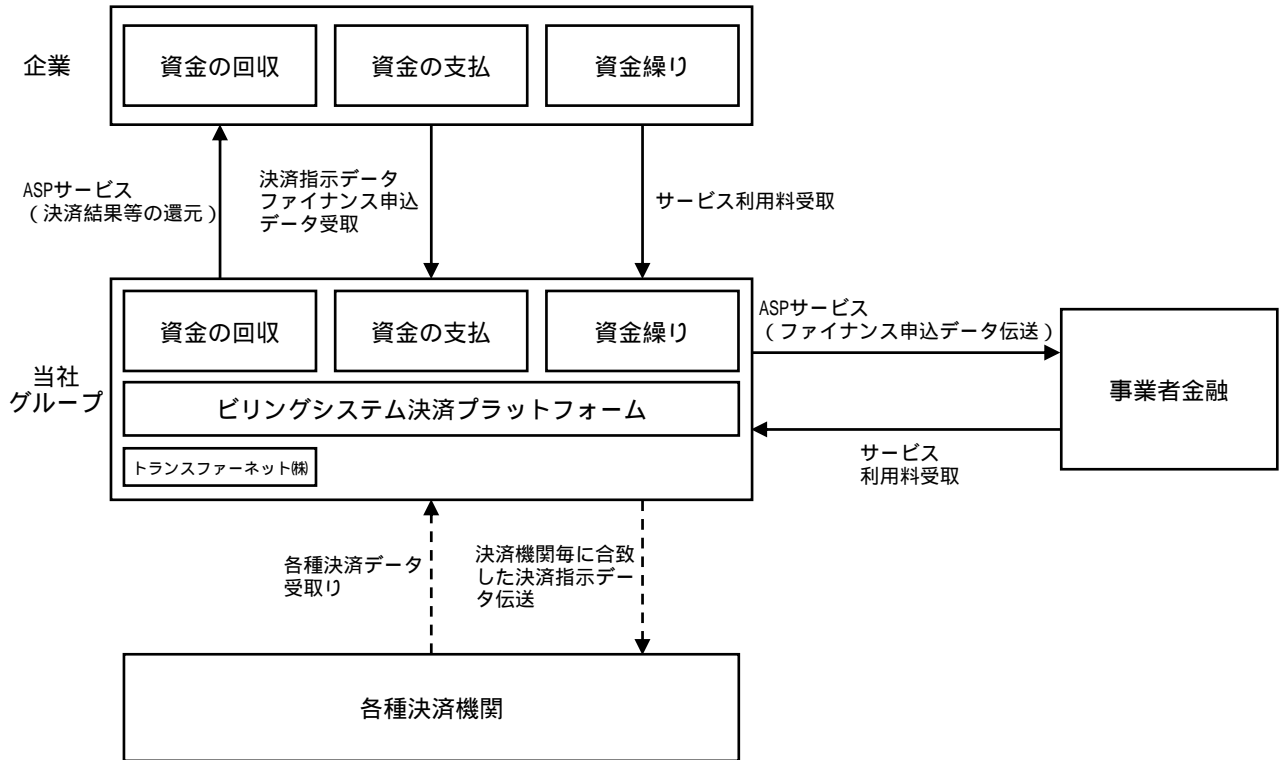 企業
資金の回収
資金の支払
資金繰り
ASPサービス
（決済結果等の還元）
決済指示データ
ファイナンス申込
データ受取
サービス利用料受取
当社
グループ
資金の回収
資金の支払
資金繰り
ビリングシステム決済プラットフォーム
トランスファーネット㈱
ASPサービス
（ファイナンス申込データ伝送）
事業者金融
サービス
利用料受取
各種決済データ
受取り
決済機関毎に合致
した決済指示デー
タ伝送
各種決済機関